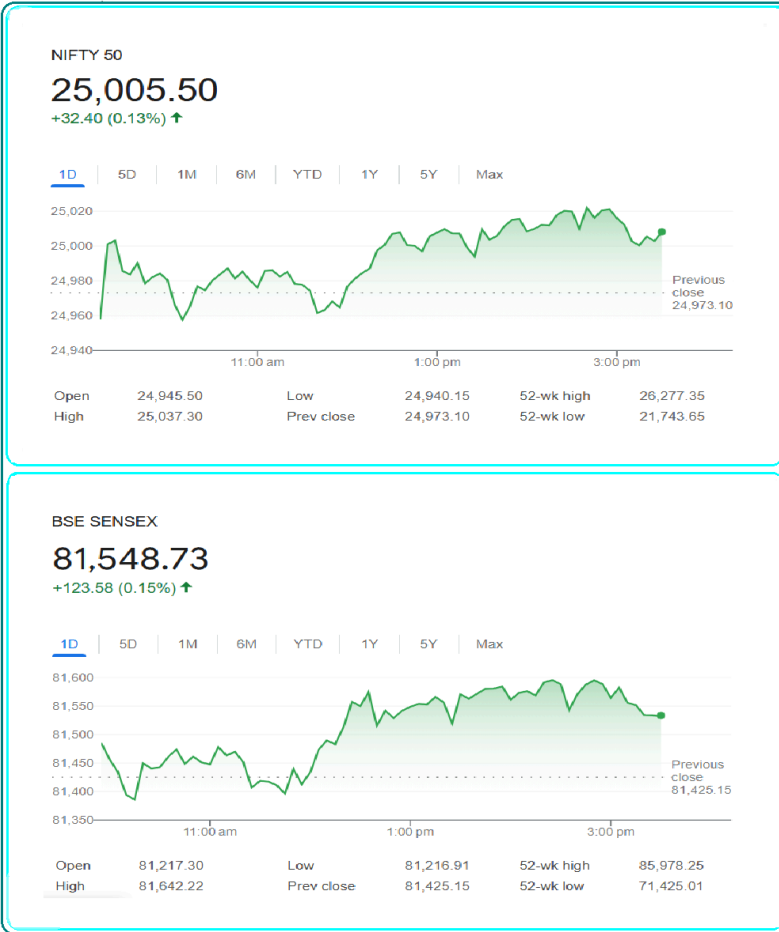 NIFTY 50
25,005.50
+32.40 (0.13%) ↑
1D 5D 1M 6M YTD 1Y 5Y Max
25,020
25,000
24,980
24,960
24,940
Previous
close
24,973.10
11:00 am 1:00 pm 3:00 pm
Open 24,945.50 Low 24,940.15 52-wk high 26,277.35
High 25,037.30 Prev close 24,973.10 52-wk low 21,743.65
BSE SENSEX
81,548.73
+123.58 (0.15%) ↑
1D 5D 1M 6M YTD 1Y 5Y Max
81,600
81,550
81,500
81,450
81,400
81,350
Previous
close
81,425.15
11:00 am 1:00 pm 3:00 pm
Open 81,217.30 Low 81,216.91 52-wk high 85,978.25
High 81,642.22 Prev close 81,425.15 52-wk low 71,425.01